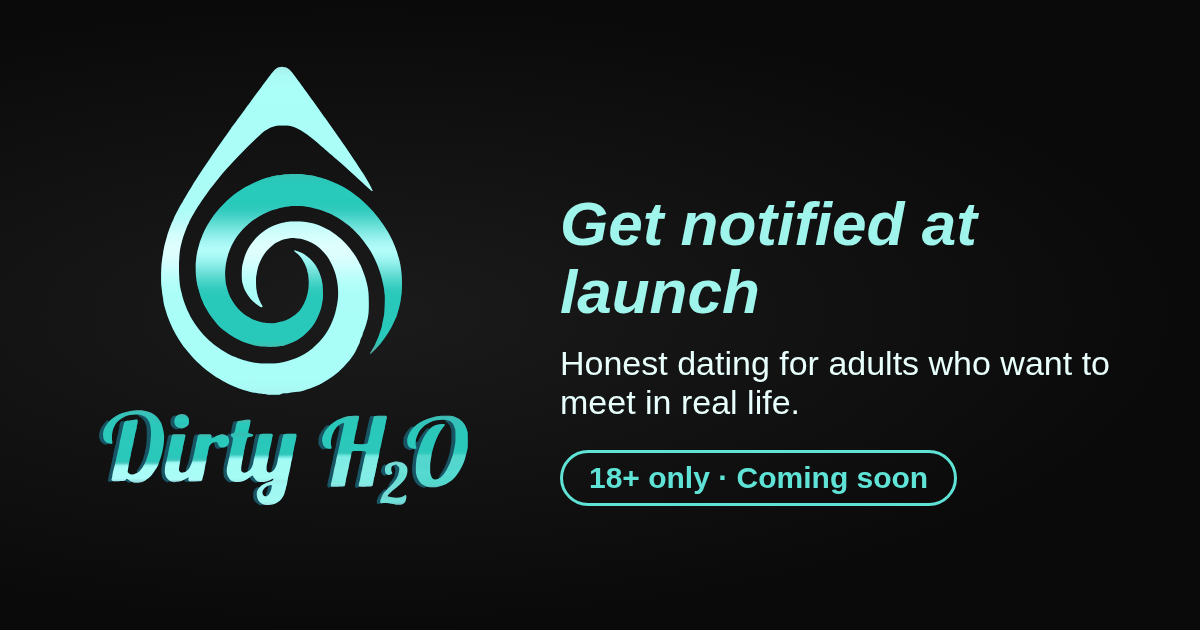 Dirty H₂O
Get notified at
launch
Honest dating for adults who want to
meet in real life.
18+ only · Coming soon